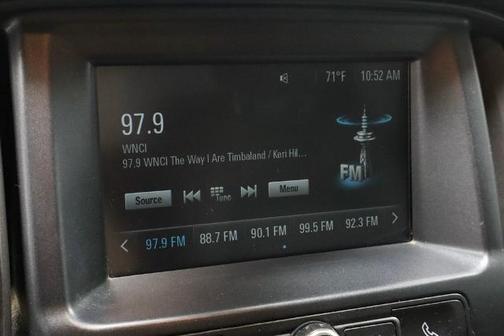 71°F 10:52 AM
97.9
WNCI
97.9 WNCI The Way I Are Timbaland / Keri Hil...
FM
Source Tune Menu
97.9 FM 88.7 FM 90.1 FM 99.5 FM 92.3 FM